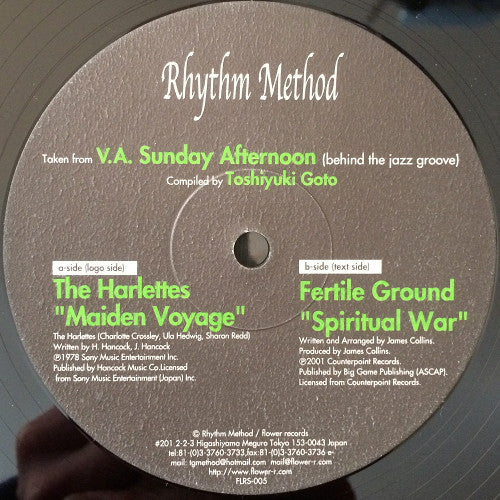 Rhythm Method
Taken from V.A. Sunday Afternoon (behind the jazz groove)
Compiled by Toshiyuki Goto
a-side (logo side)
The Harlettes
"Maiden Voyage"
The Harlettes (Charlotte Crossley, Ula Hedwig, Sharon Redd)
Written by H. Hancock, J. Hancock
℗1978 Sony Music Entertainment Inc.
Published by Hancock Music Co.Licensed
from Sony Music Entertainment (Japan) Inc.
b-side (text side)
Fertile Ground
"Spiritual War"
Written and Arranged by James Collins.
Produced by James Collins.
℗2001 Counterpoint Records.
Published by Big Game Publishing (ASCAP).
Licensed from Counterpoint Records.
© Rhythm Method / flower records
#201 2-2-3 Higashiyama Meguro Tokyo 153-0043 Japan
tel:81-(0)3-3760-3733,fax:81-(0)3-3760-3736 e-
mail: tgmethod@hotmail.com mail@flower-r.com
http://www.flower-r.com
FLRS-005